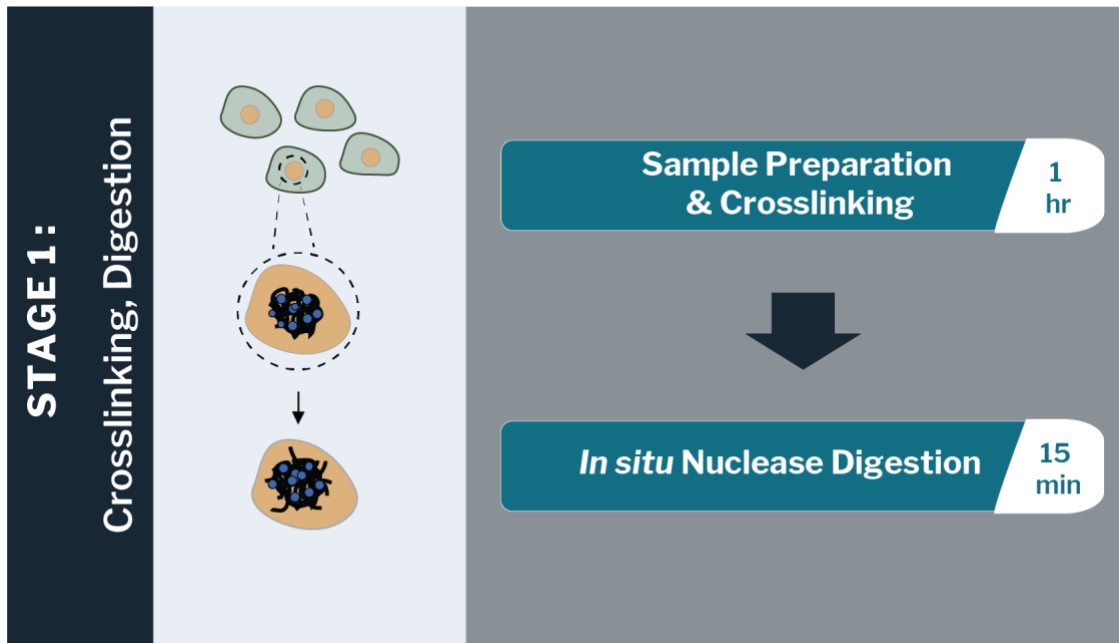 STAGE 1:
Crosslinking, Digestion
Sample Preparation
& Crosslinking
1
hr
In situ Nuclease Digestion
15
min